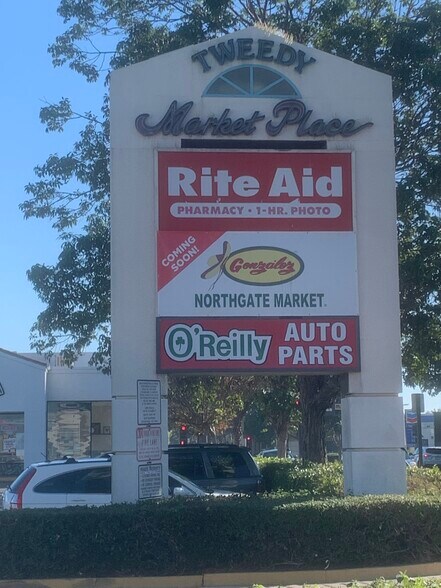 TWEEDY
Market Place
Rite Aid
PHARMACY • 1-HR. PHOTO
COMING SOON!
Gonzalez
NORTHGATE MARKET
O'Reilly AUTO PARTS